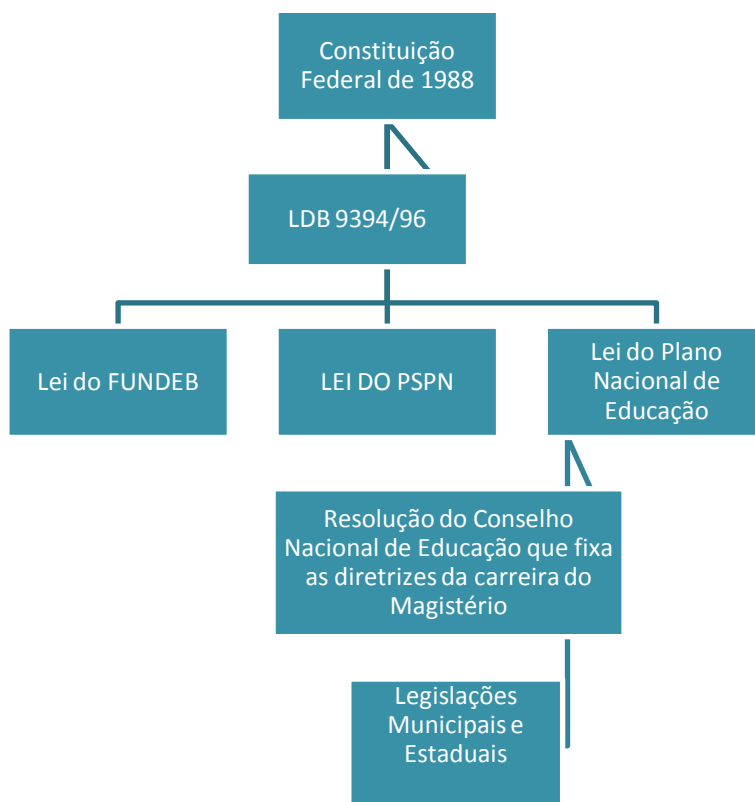 Constituição
Federal de 1988
LDB 9394/96
Lei do FUNDEB
LEI DO PSPN
Lei do Plano
Nacional de
Educação
Resolução do Conselho
Nacional de Educação que fixa
as diretrizes da carreira do
Magistério
Legislações
Municipais e
Estaduais